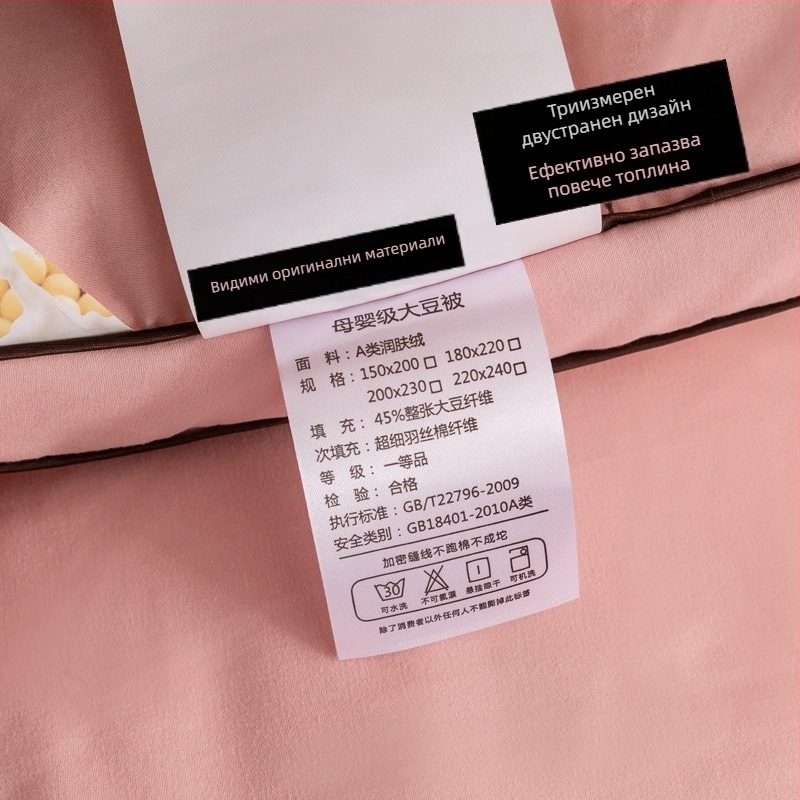 Триизмерен
двустранен дизайн
Ефективно запазва
повече топлина
Видими оригинални материали
母婴级大豆被
面 料：A类润肤绒
规 格：150x200□ 180x220□
200x230□ 220x240□
填 充：45%整张大豆纤维
次填充：超细羽丝棉纤维
等 级：一等品
检 验：合格
执行标准：GB/T22796-2009
安全类别：GB18401-2010A类
加密缝线不跑棉不成坨
30
可水洗 不可氯漂 悬挂晾干 可机洗
除了消费者以外任何人不能撕掉此标签